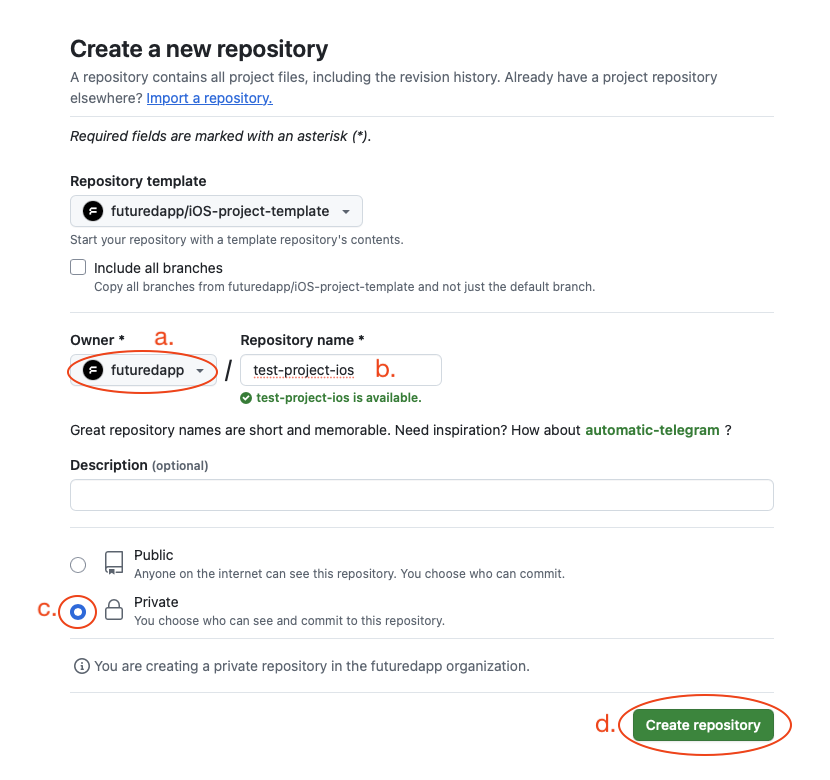 Create a new repository
A repository contains all project files, including the revision history. Already have a project repository
elsewhere? Import a repository.
Required fields are marked with an asterisk (*).
Repository template
futuredapp/iOS-project-template
Start your repository with a template repository's contents.
Include all branches
Copy all branches from futuredapp/iOS-project-template and not just the default branch.
Owner * a. Repository name *
futuredapp / test-project-ios b.
test-project-ios is available.
Great repository names are short and memorable. Need inspiration? How about automatic-telegram ?
Description (optional)
Public
Anyone on the internet can see this repository. You choose who can commit.
c. Private
You choose who can see and commit to this repository.
You are creating a private repository in the futuredapp organization.
d. Create repository